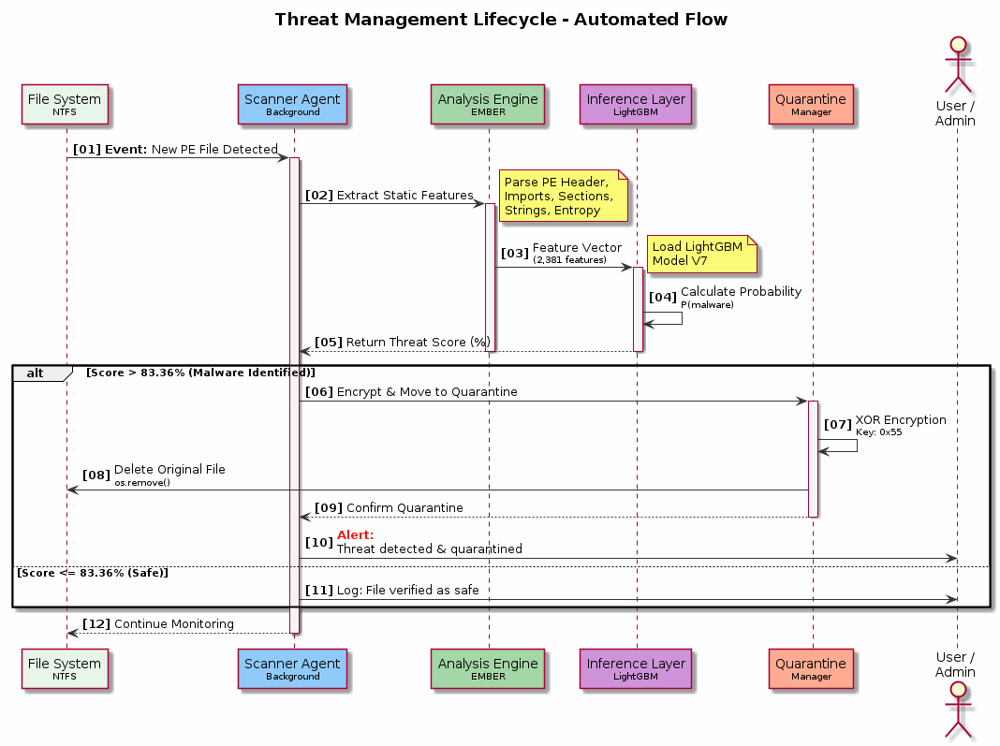 Threat Management Lifecycle - Automated Flow
File System
NTFS
Scanner Agent
Background
Analysis Engine
EMBER
Inference Layer
LightGBM
Quarantine
Manager
User /
Admin
[01] Event: New PE File Detected
[02] Extract Static Features
Parse PE Header,
Imports, Sections,
Strings, Entropy
[03] Feature Vector
(2,381 features)
Load LightGBM
Model V7
[04] Calculate Probability
P(malware)
[05] Return Threat Score (%)
alt [Score > 83.36% (Malware Identified)]
[06] Encrypt & Move to Quarantine
[07] XOR Encryption
Key: 0x55
[08] Delete Original File
os.remove()
[09] Confirm Quarantine
[10] Alert:
Threat detected & quarantined
[Score <= 83.36% (Safe)]
[11] Log: File verified as safe
[12] Continue Monitoring
File System
NTFS
Scanner Agent
Background
Analysis Engine
EMBER
Inference Layer
LightGBM
Quarantine
Manager
User /
Admin